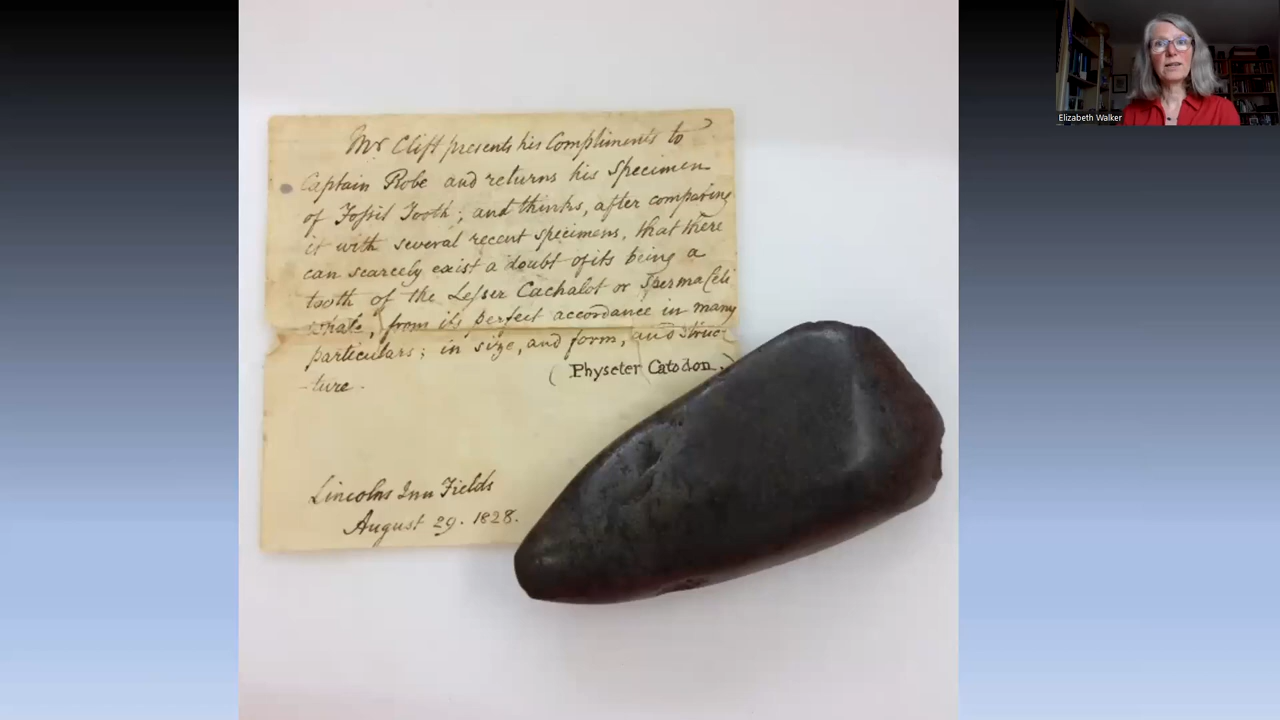 Mr Clift presents his Compliments to
Captain Robe and returns his Specimen
of Fossil Tooth; and thinks, after comparing
it with several recent specimens, that there
can scarcely exist a doubt of its being a
tooth of the Lesser Cachalot or Spermaceti
whale, from its perfect accordance in many
particulars; in size, and form, and struc-
-ture.
(Physeter Catodon.)
Lincolns Inn Fields
August 29. 1828.
Elizabeth Walker